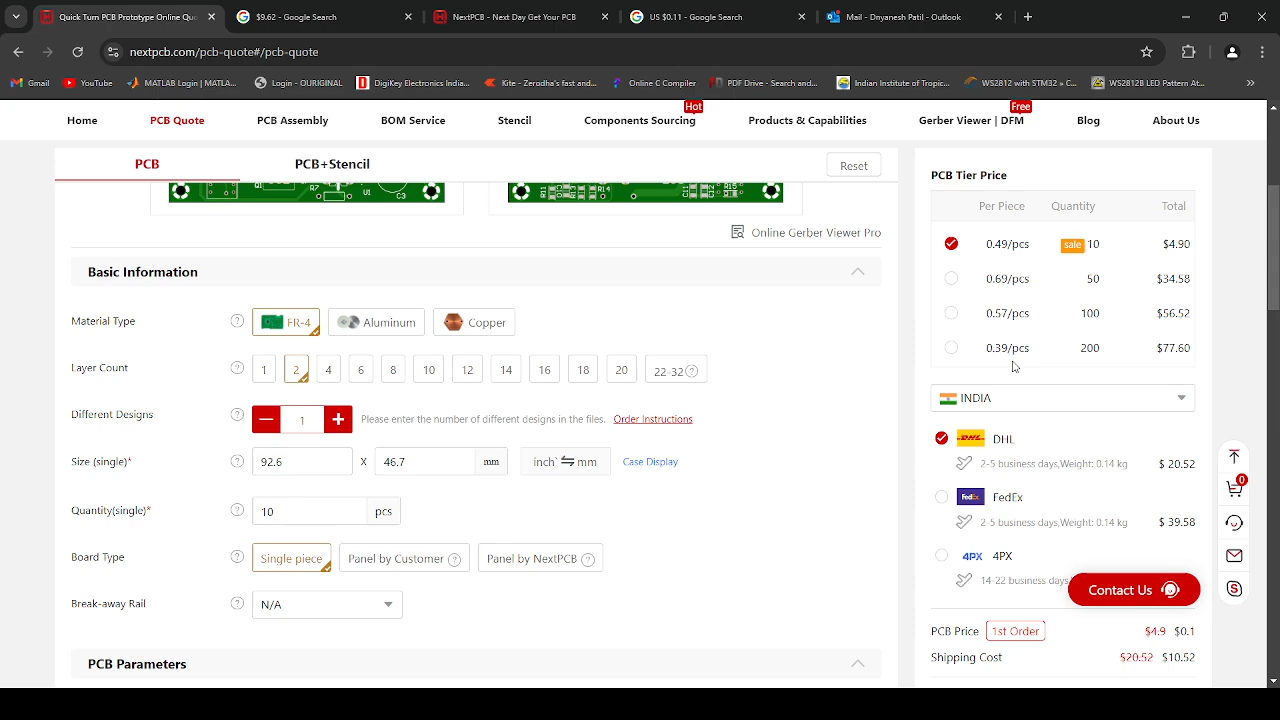 Quick Turn PCB Prototype Online Quo
$9.62 - Google Search
NextPCB - Next Day Get Your PCB
US $0.11 - Google Search
Mail - Dnyanesh Patil - Outlook
nextpcb.com/pcb-quote#/pcb-quote
Gmail
YouTube
MATLAB Login | MATLA...
Login - OURIGINAL
DigiKey Electronics India...
Kite - Zerodha's fast and...
Online C Compiler
PDF Drive - Search and...
Indian Institute of Tropic...
WS2812 with STM32 « C...
WS2812B LED Pattern At...
Hot
Free
Home
PCB Quote
PCB Assembly
BOM Service
Stencil
Components Sourcing
Products & Capabilities
Gerber Viewer | DFM
Blog
About Us
PCB
PCB+Stencil
Reset
R7
U1
C3
R14
R15
Online Gerber Viewer Pro
Basic Information
Material Type ?
FR-4
Aluminum
Copper
Layer Count ?
1 2 4 6 8 10 12 14 16 18 20 22-32 ?
Different Designs ?
1
Please enter the number of different designs in the files. Order Instructions
Size (single)* ?
92.6 X 46.7 mm
inch ⇋ mm
Case Display
Quantity(single)* ?
10 pcs
Board Type ?
Single piece
Panel by Customer ?
Panel by NextPCB ?
Break-away Rail ?
N/A
PCB Parameters
PCB Tier Price
Per Piece Quantity Total
0.49/pcs sale 10 $4.90
0.69/pcs 50 $34.58
0.57/pcs 100 $56.52
0.39/pcs 200 $77.60
INDIA
DHL DHL
2-5 business days,Weight: 0.14 kg $ 20.52
FedEx FedEx
2-5 business days,Weight: 0.14 kg $ 39.58
4PX 4PX
14-22 business days
Contact Us
0
PCB Price 1st Order $4.9 $0.1
Shipping Cost $20.52 $10.52